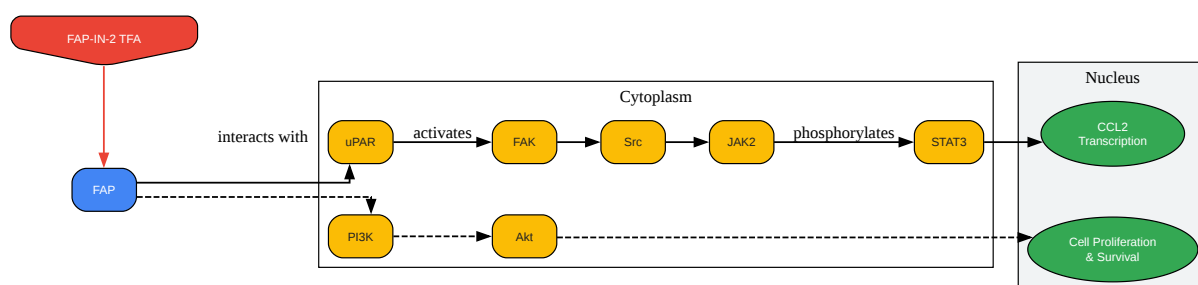 FAP-IN-2 TFA
Nucleus
Cytoplasm
interacts with
uPAR
activates
FAK
Src
JAK2
phosphorylates
STAT3
CCL2
Transcription
FAP
PI3K
Akt
Cell Proliferation
& Survival